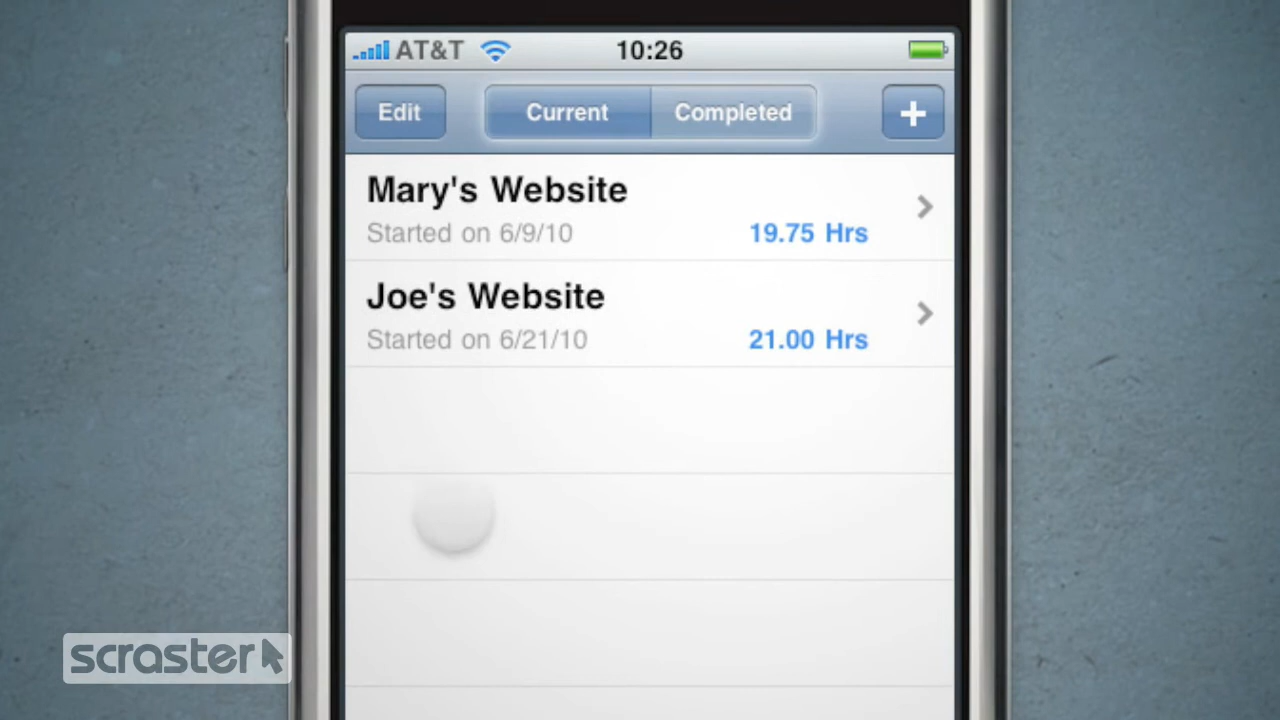 AT&T 10:26
Edit Current Completed +
Mary's Website
Started on 6/9/10 19.75 Hrs
Joe's Website
Started on 6/21/10 21.00 Hrs
scraster